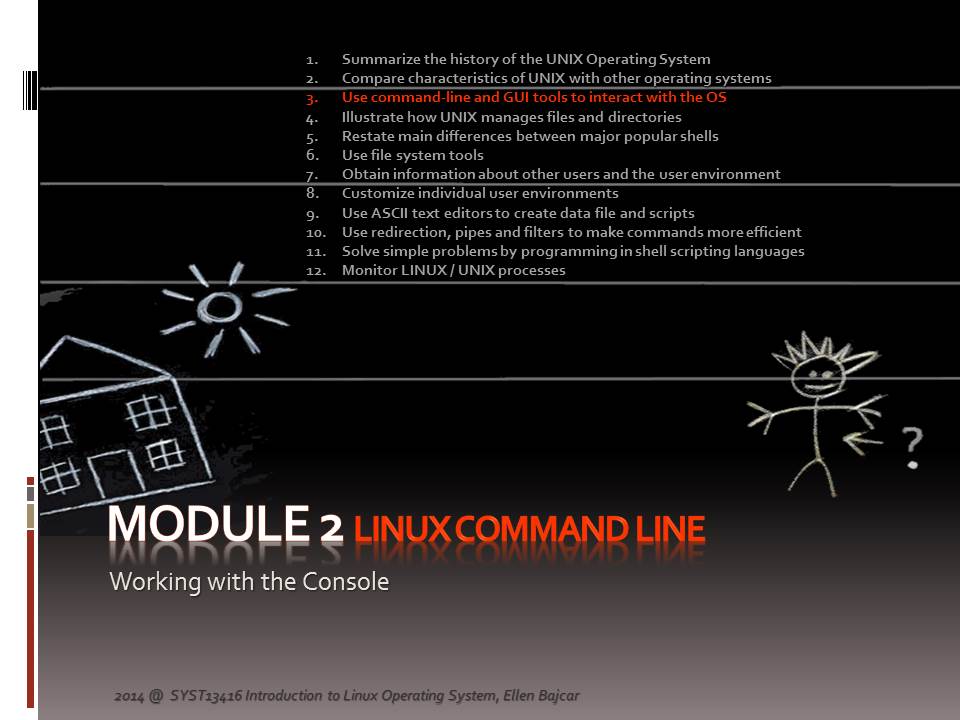 1. Summarize the history of the UNIX Operating System
2. Compare characteristics of UNIX with other operating systems
3. Use command-line and GUI tools to interact with the OS
4. Illustrate how UNIX manages files and directories
5. Restate main differences between major popular shells
6. Use file system tools
7. Obtain information about other users and the user environment
8. Customize individual user environments
9. Use ASCII text editors to create data file and scripts
10. Use redirection, pipes and filters to make commands more efficient
11. Solve simple problems by programming in shell scripting languages
12. Monitor LINUX / UNIX processes
?
MODULE 2 LINUX COMMAND LINE
Working with the Console
2014 @ SYST13416 Introduction to Linux Operating System, Ellen Bajcar